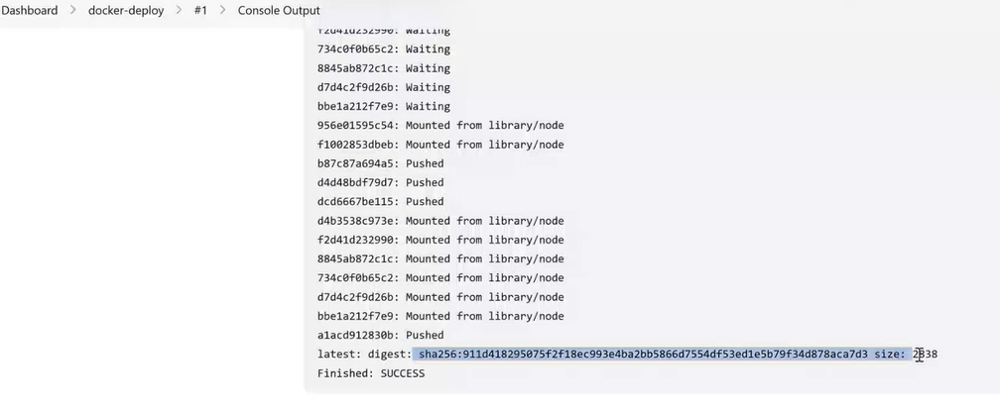 Dashboard > docker-deploy > #1 > Console Output
f2d41d232990: Waiting
734c0f0b65c2: Waiting
8845ab872c1c: Waiting
d7d4c2f9d26b: Waiting
bbe1a212f7e9: Waiting
956e01595c54: Mounted from library/node
f1002853dbeb: Mounted from library/node
b87c87a694a5: Pushed
d4d48bdf79d7: Pushed
dcd6667be115: Pushed
d4b3538c973e: Mounted from library/node
f2d41d232990: Mounted from library/node
8845ab872c1c: Mounted from library/node
734c0f0b65c2: Mounted from library/node
d7d4c2f9d26b: Mounted from library/node
bbe1a212f7e9: Mounted from library/node
a1acd912830b: Pushed
latest: digest: sha256:911d418295075f2f18ec993e4ba2bb5866d7554df53ed1e5b79f34d878aca7d3 size:
Finished: SUCCESS